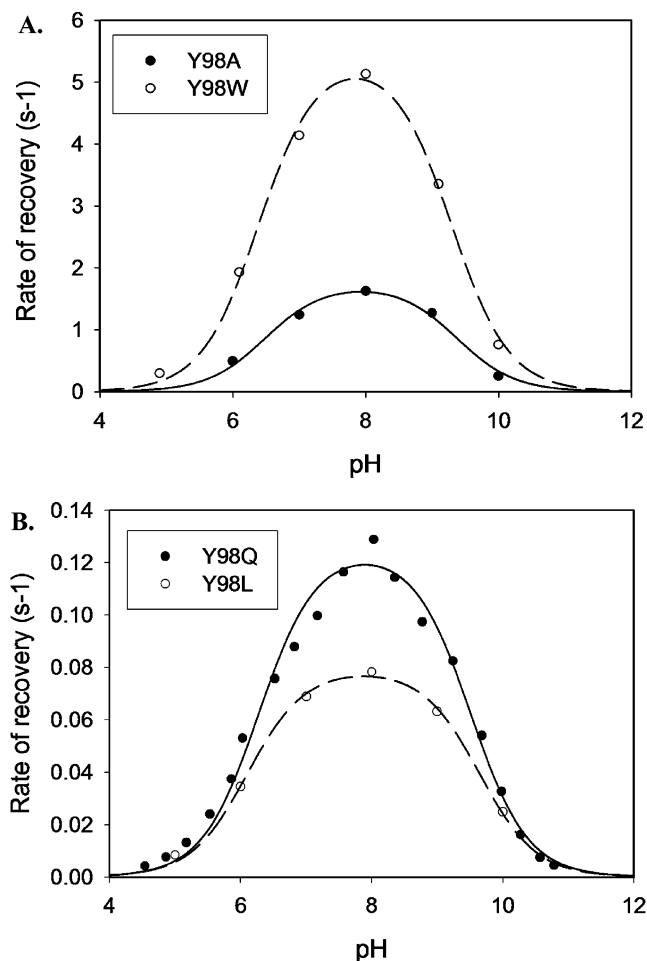 A.
6
5
4
3
2
1
0
Rate of recovery (s-1)
Y98A
Y98W
4 6 8 10 12
pH
B.
0.14
0.12
0.10
0.08
0.06
0.04
0.02
0.00
Rate of recovery (s-1)
Y98Q
Y98L
4 6 8 10 12
pH